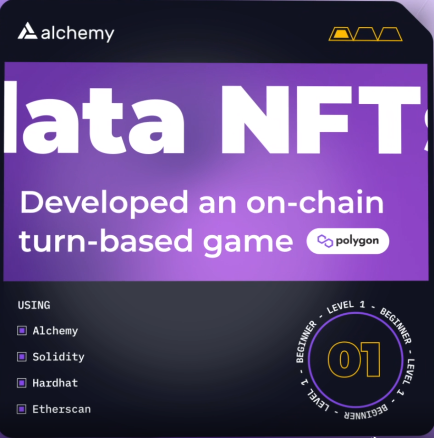 alchemy
data NFTs
Developed an on-chain
turn-based game
polygon
USING
Alchemy
Solidity
Hardhat
Etherscan
01
BEGINNER - LEVEL 1 - BEGINNER - LEVEL 1 - BEGINNER - LEVEL 1 -